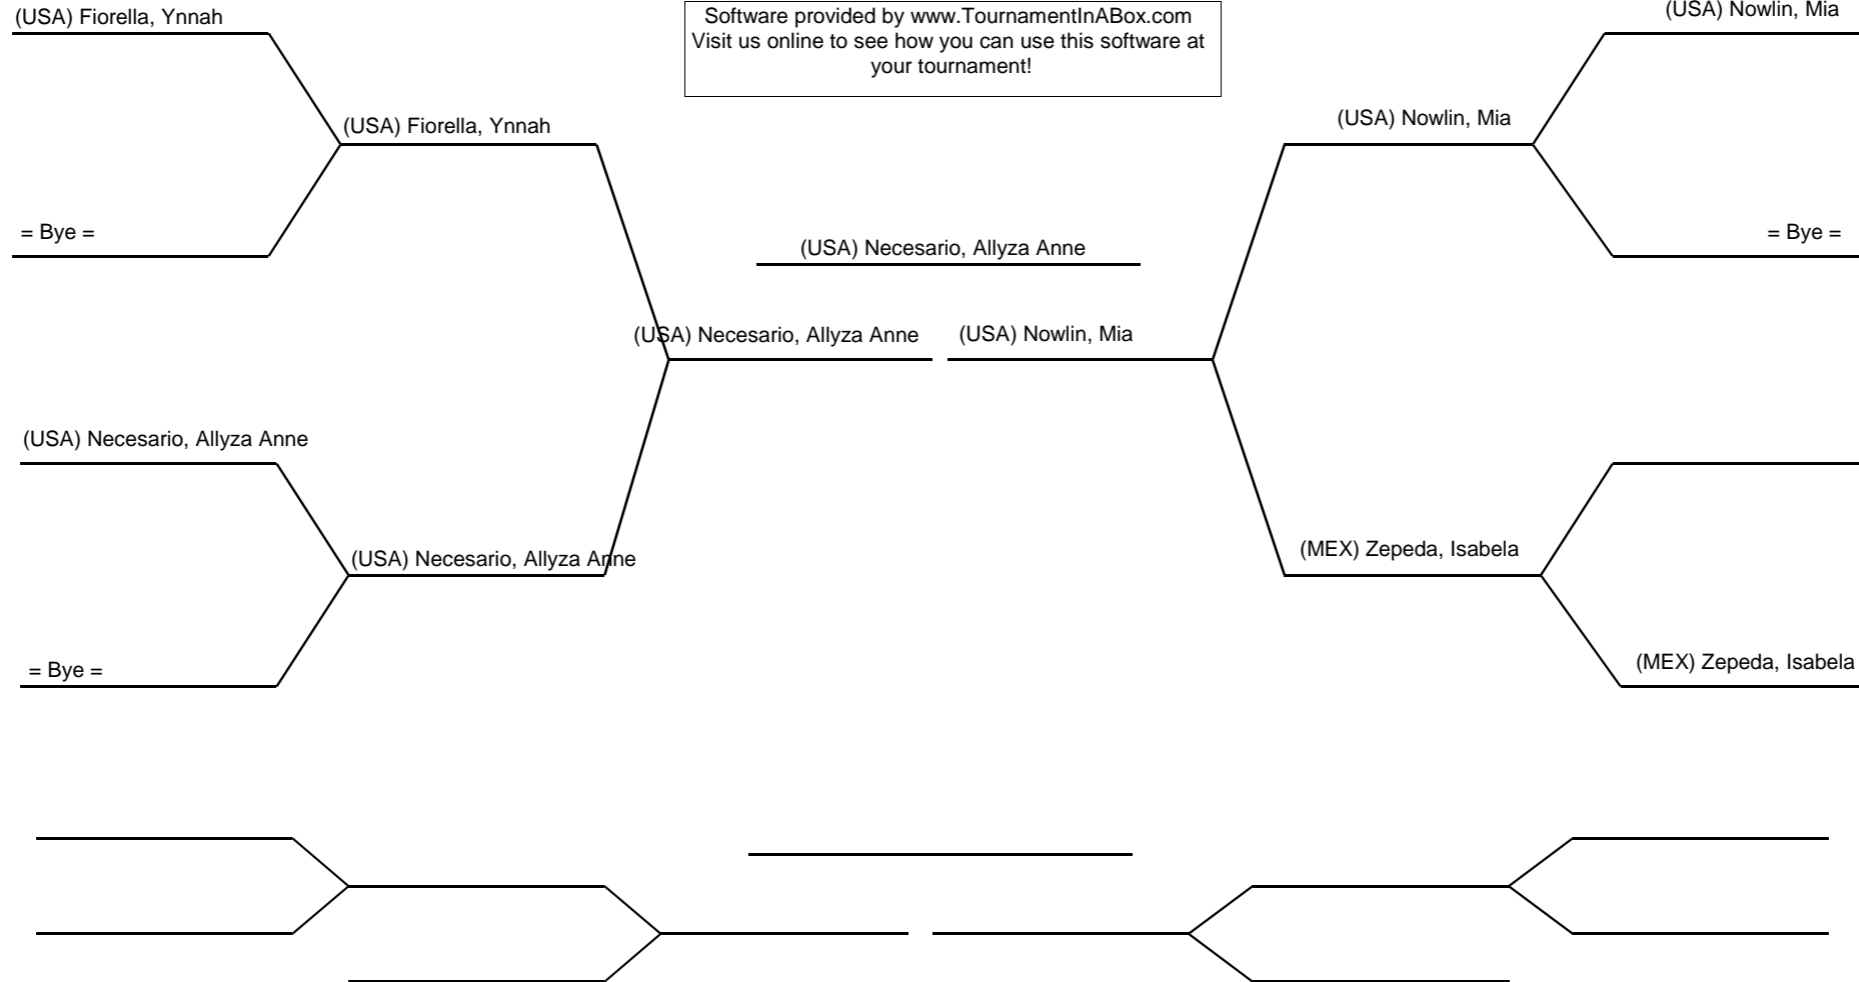 (USA) Fiorella, Ynnah
Software provided by www.TournamentInABox.com
Visit us online to see how you can use this software at
your tournament!
(USA) Nowlin, Mia
(USA) Fiorella, Ynnah
(USA) Nowlin, Mia
= Bye =
= Bye =
(USA) Necesario, Allyza Anne
(USA) Necesario, Allyza Anne
(USA) Nowlin, Mia
(USA) Necesario, Allyza Anne
(USA) Necesario, Allyza Anne
(MEX) Zepeda, Isabela
= Bye =
(MEX) Zepeda, Isabela